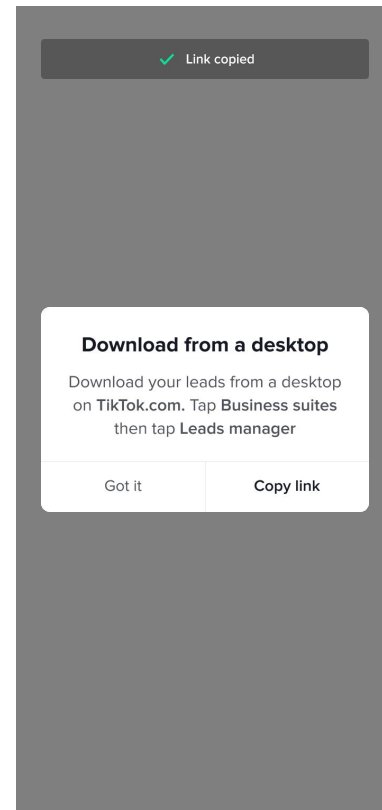 Link copied
Download from a desktop
Download your leads from a desktop
on TikTok.com. Tap Business suites
then tap Leads manager
Got it
Copy link